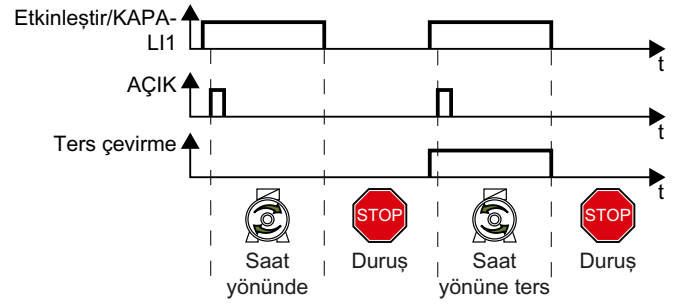 Etkinleştir/KAPA-
LI1
t
AÇIK
t
Ters çevirme
t
STOP
STOP
Saat
yönünde
Duruş
Saat
yönüne ters
Duruş